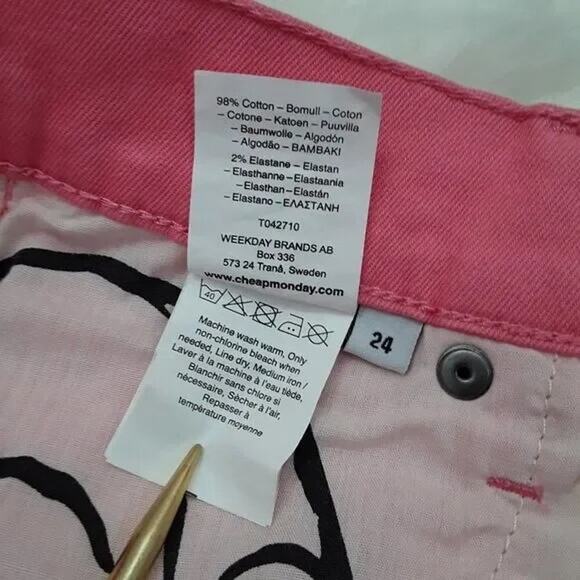 98% Cotton – Bomull – Coton
– Cotone – Katoen – Puuvilla
– Baumwolle – Algodón
– Algodão – BAMBAKI
2% Elastane – Elastan
– Elasthanne – Elastaania
– Elasthan – Elastán
– Elastano – ΕΛΑΣΤΑΝΗ
T042710
WEEKDAY BRANDS AB
Box 336
573 24 Tranå, Sweden
www.cheapmonday.com
40
Machine wash warm, Only
non-chlorine bleach when
needed, Line dry, Medium iron /
Laver à la machine à l'eau tiède,
Blanchir sans chlore si
nécessaire, Sècher à l'air,
Repasser à
température moyenne
24